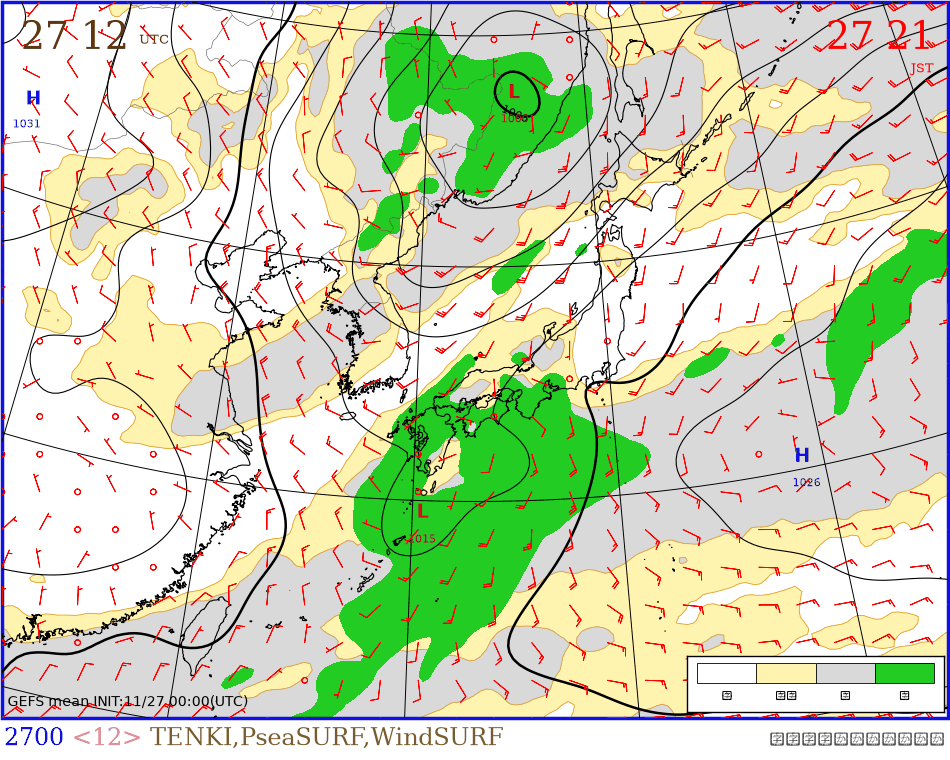 27 12 UTC
27 21
JST
H
1031
L
H
1026
L
1015
GEFS mean INIT:11/27 00:00(UTC)
2700 <12> TENKI,PseaSURF,WindSURF